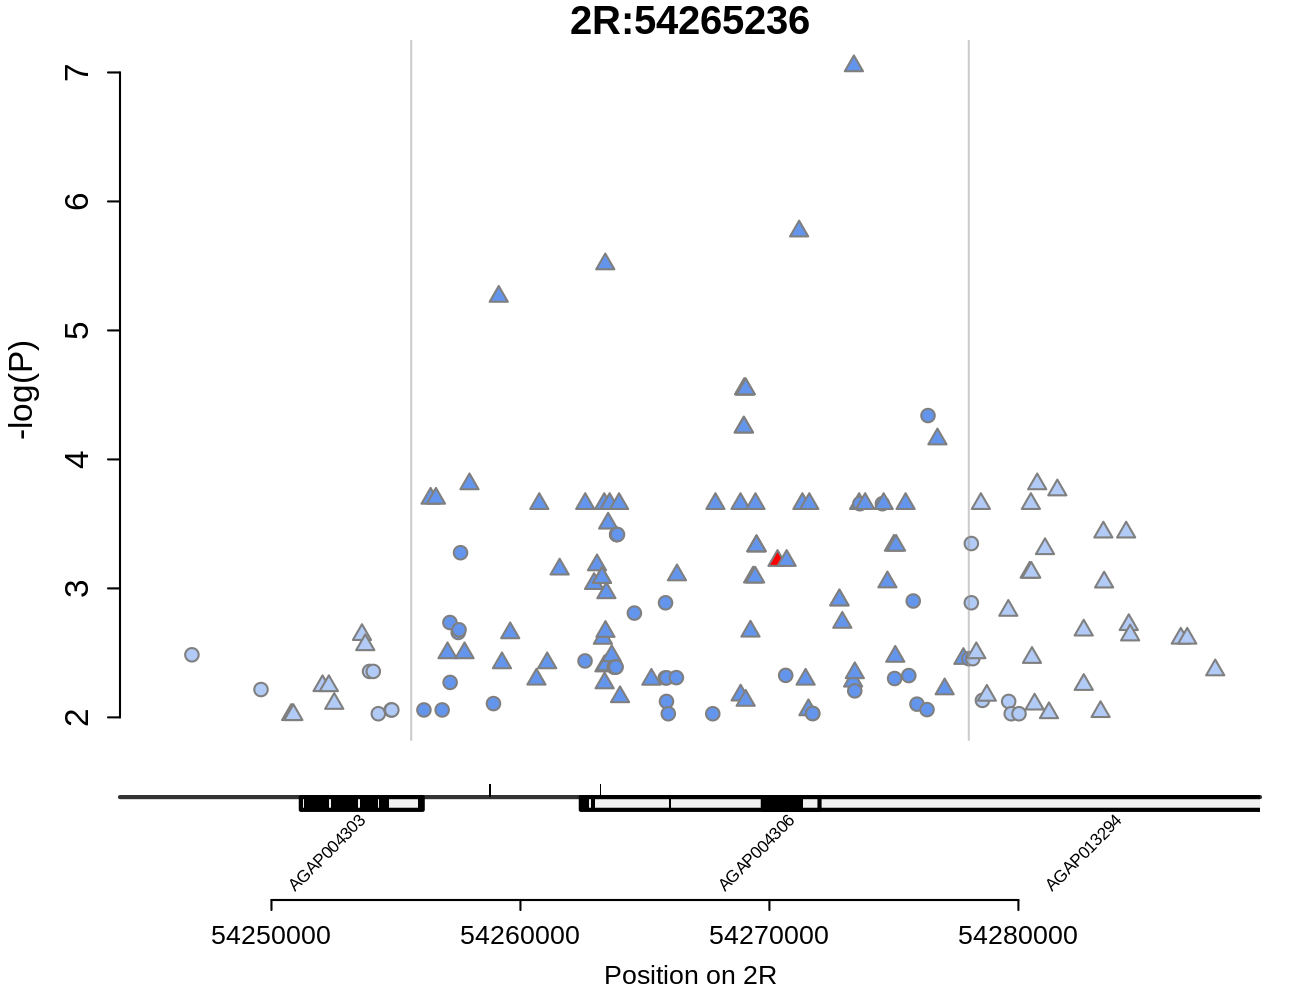 2R:54265236
7
6
5
4
3
2
-log(P)
AGAP004303
AGAP004306
AGAP013294
54250000 54260000 54270000 54280000
Position on 2R